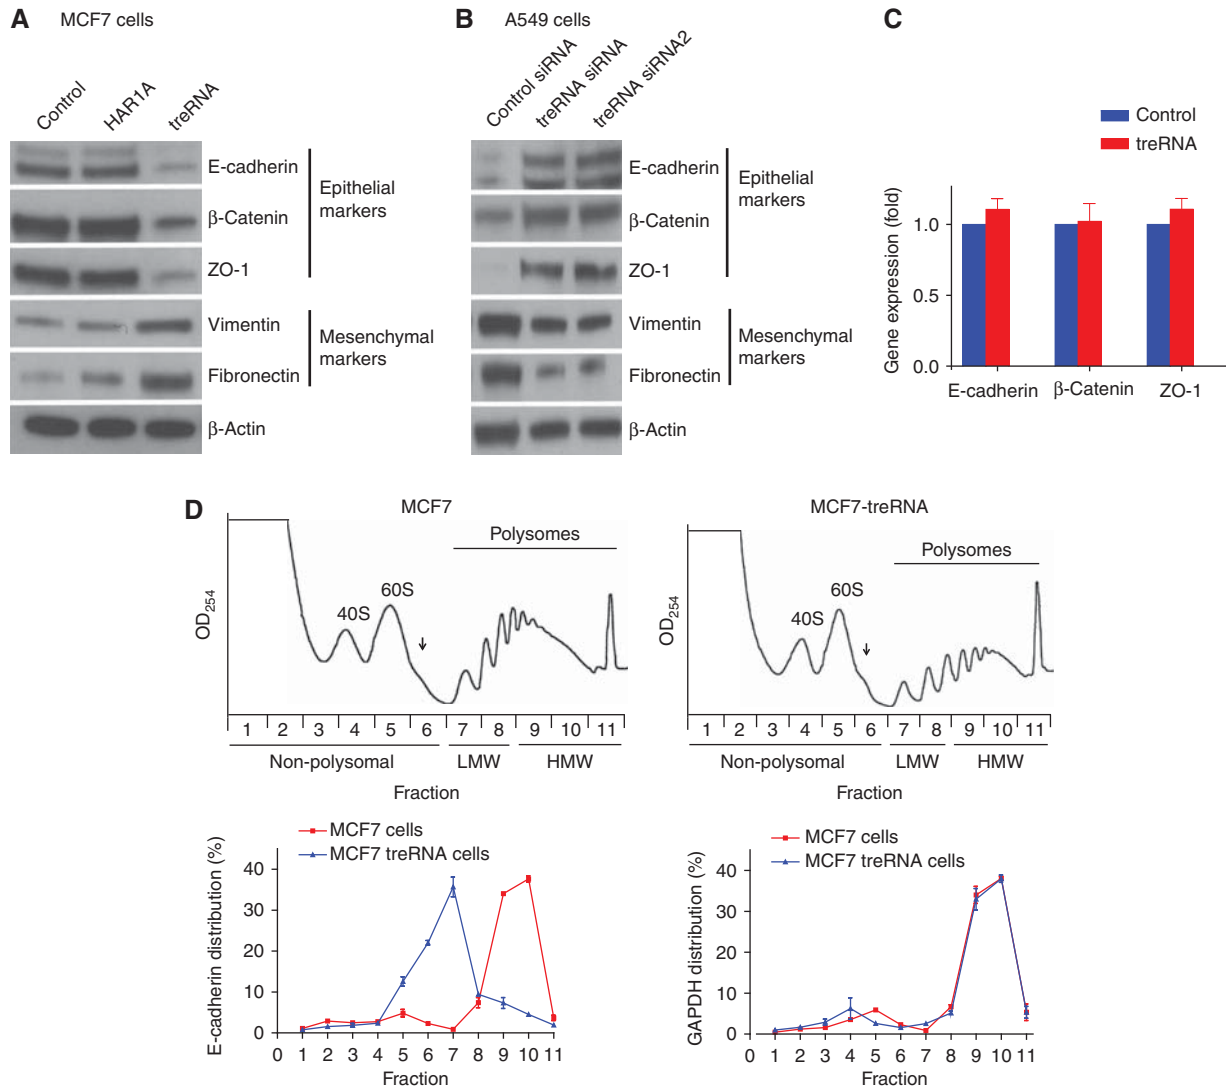 A MCF7 cells
Control
HAR1A
treRNA
E-cadherin
β-Catenin
ZO-1
Vimentin
Fibronectin
β-Actin
Epithelial
markers
Mesenchymal
markers
B A549 cells
Control siRNA
treRNA siRNA
treRNA siRNA2
E-cadherin
β-Catenin
ZO-1
Vimentin
Fibronectin
β-Actin
Epithelial
markers
Mesenchymal
markers
C
Control
treRNA
Gene expression (fold)
1.0
0.5
0.0
E-cadherin β-Catenin ZO-1
D
MCF7
Polysomes
OD254
40S
60S
1 2 3 4 5 6 7 8 9 10 11
Non-polysomal LMW HMW
Fraction
MCF7-treRNA
Polysomes
OD254
40S
60S
1 2 3 4 5 6 7 8 9 10 11
Non-polysomal LMW HMW
Fraction
MCF7 cells
MCF7 treRNA cells
E-cadherin distribution (%)
40
30
20
10
0
0 1 2 3 4 5 6 7 8 9 10 11
Fraction
MCF7 cells
MCF7 treRNA cells
GAPDH distribution (%)
40
30
20
10
0
0 1 2 3 4 5 6 7 8 9 10 11
Fraction